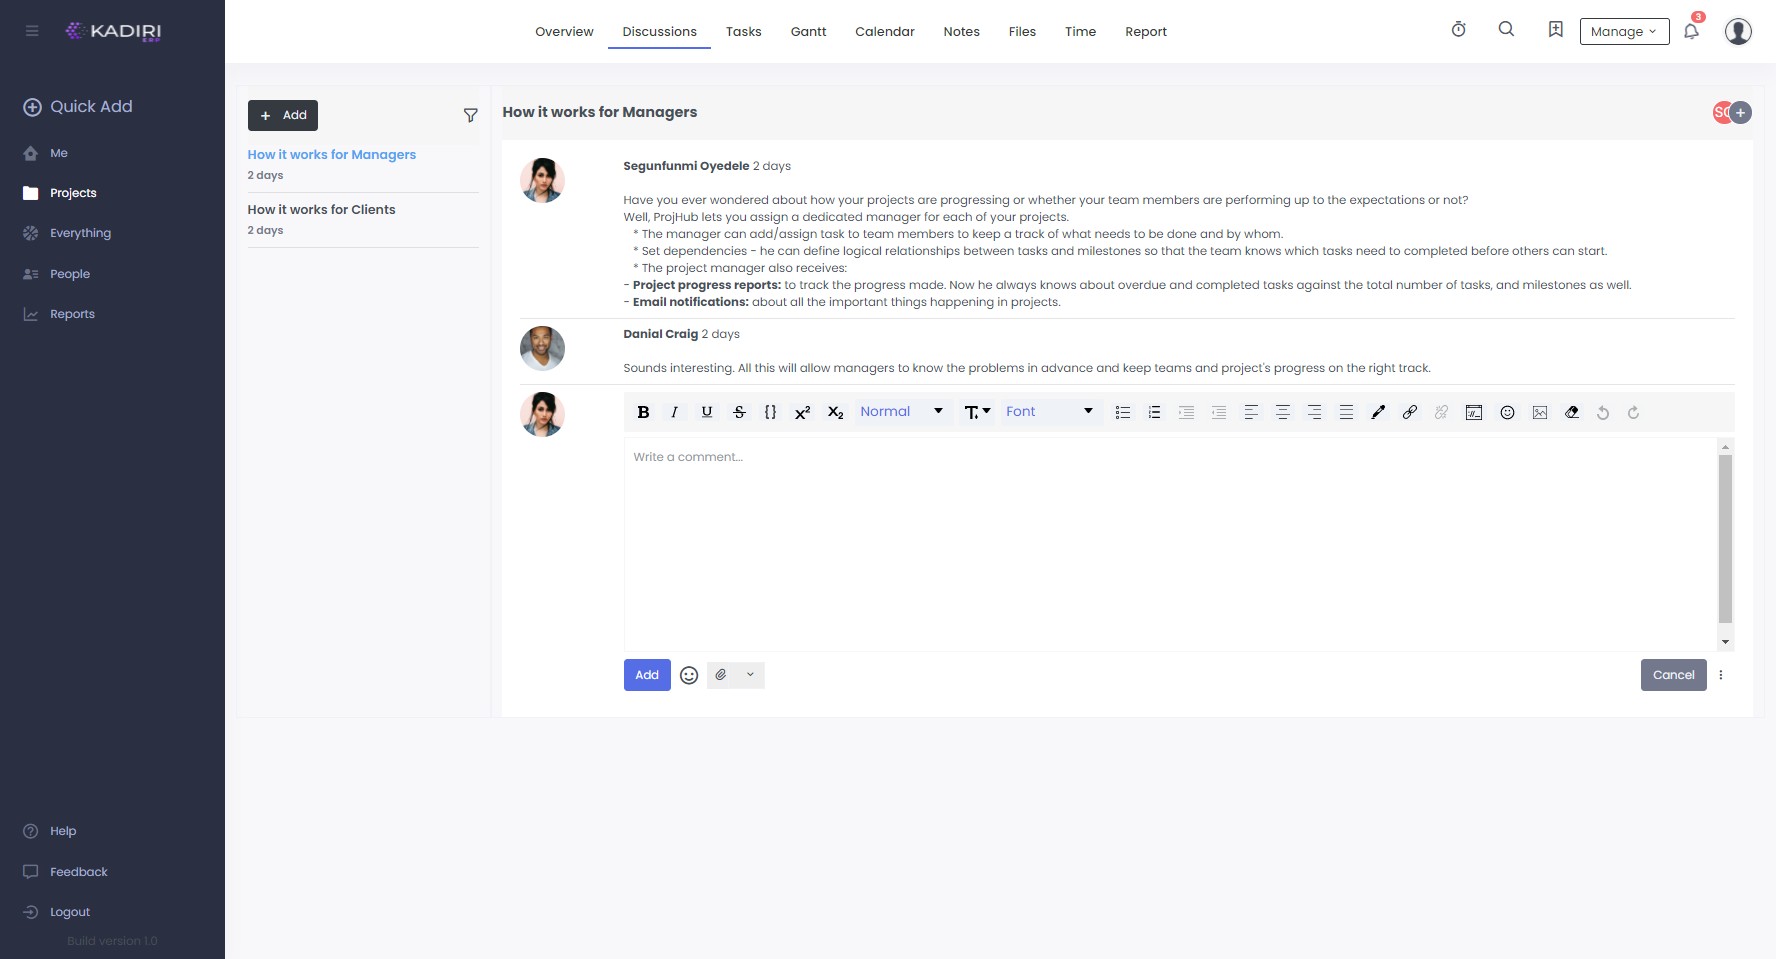 KADIRI
ERP
Overview
Discussions
Tasks
Gantt
Calendar
Notes
Files
Time
Report
Manage
3
Quick Add
Me
Projects
Everything
People
Reports
Help
Feedback
Logout
Build version 1.0
+ Add
How it works for Managers
2 days
How it works for Clients
2 days
How it works for Managers
+
Segunfunmi Oyedele 2 days
Have you ever wondered about how your projects are progressing or whether your team members are performing up to the expectations or not?
Well, ProjHub lets you assign a dedicated manager for each of your projects.
* The manager can add/assign task to team members to keep a track of what needs to be done and by whom.
* Set dependencies - he can define logical relationships between tasks and milestones so that the team knows which tasks need to completed before others can start.
* The project manager also receives:
- Project progress reports: to track the progress made. Now he always knows about overdue and completed tasks against the total number of tasks, and milestones as well.
- Email notifications: about all the important things happening in projects.
Danial Craig 2 days
Sounds interesting. All this will allow managers to know the problems in advance and keep teams and project's progress on the right track.
B I U S {} X² X₂ Normal T Font
Write a comment...
Add
Cancel